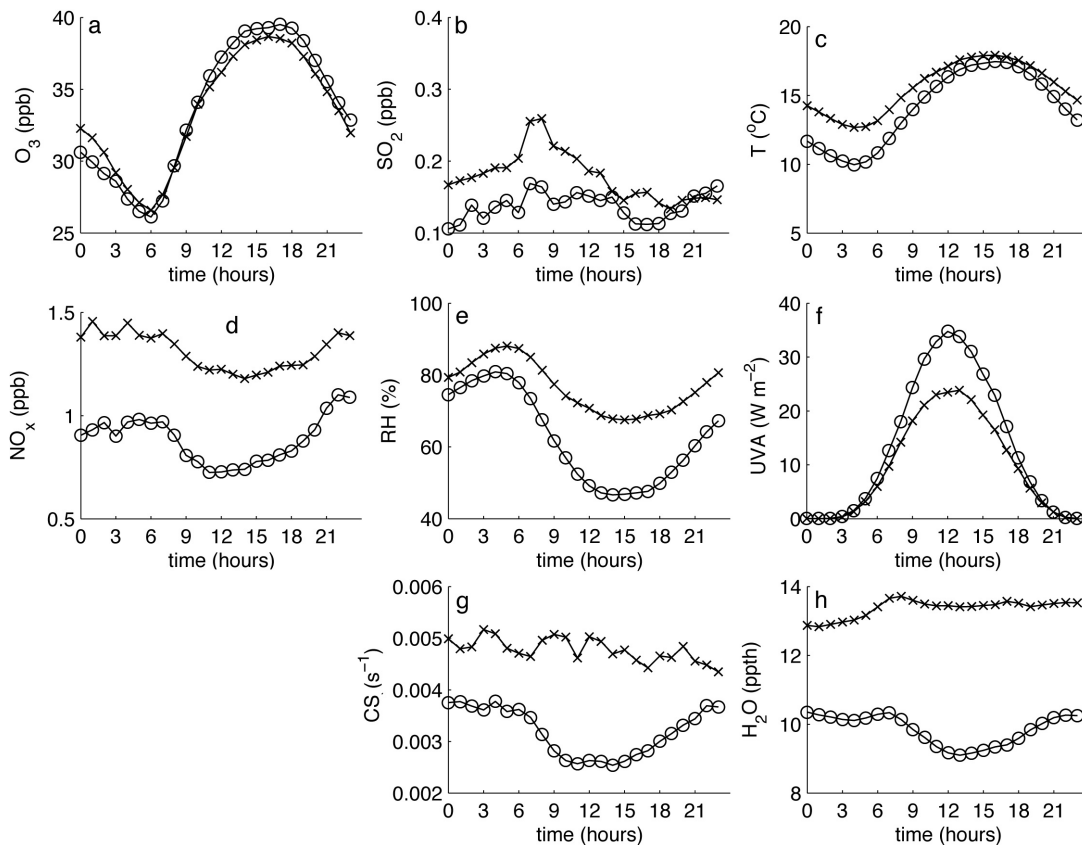 a
O3 (ppb)
40
35
30
25
0 3 6 9 12 15 18 21
time (hours)
b
SO2 (ppb)
0.4
0.3
0.2
0.1
0 3 6 9 12 15 18 21
time (hours)
c
T (oC)
20
15
10
5
0 3 6 9 12 15 18 21
time (hours)
d
NOx (ppb)
1.5
1
0.5
0 3 6 9 12 15 18 21
time (hours)
e
RH (%)
100
80
60
40
0 3 6 9 12 15 18 21
time (hours)
f
UVA (W m−2)
40
30
20
10
0
0 3 6 9 12 15 18 21
time (hours)
g
CS (s−1)
0.006
0.005
0.004
0.003
0.002
0 3 6 9 12 15 18 21
time (hours)
h
H2O (ppth)
14
12
10
8
0 3 6 9 12 15 18 21
time (hours)